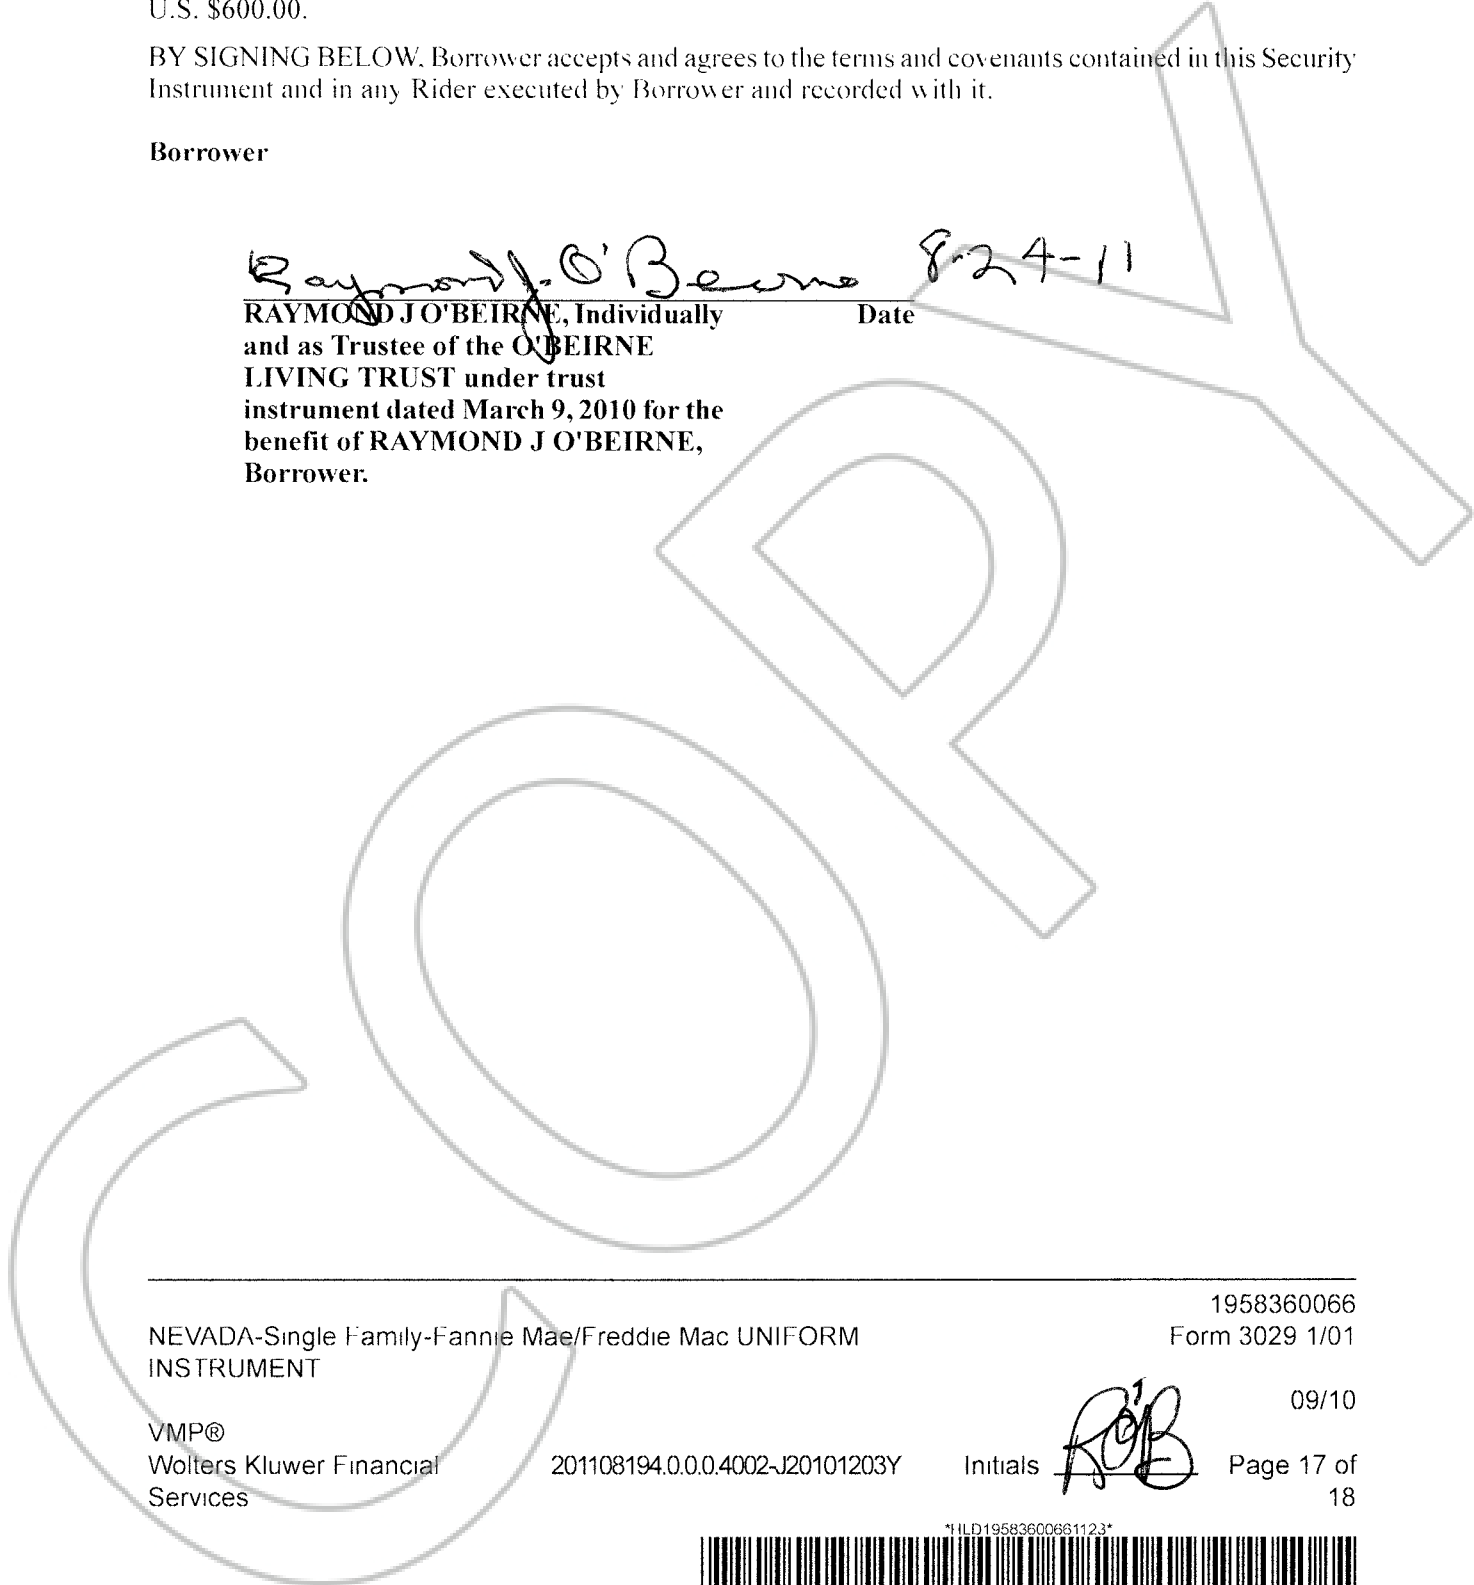 U.S. $600.00.
BY SIGNING BELOW, Borrower accepts and agrees to the terms and covenants contained in this Security
Instrument and in any Rider executed by Borrower and recorded with it.
Borrower
Raymond J. O'Beirne 8-24-11
RAYMOND J O'BEIRNE, Individually Date
and as Trustee of the O'BEIRNE
LIVING TRUST under trust
instrument dated March 9, 2010 for the
benefit of RAYMOND J O'BEIRNE,
Borrower.
COPY
1958360066
NEVADA-Single Family-Fannie Mae/Freddie Mac UNIFORM Form 3029 1/01
INSTRUMENT
09/10
VMP®
Wolters Kluwer Financial 201108194.0.0.0.4002-J20101203Y Initials RO'B Page 17 of
Services 18
*HLD19583600661123*